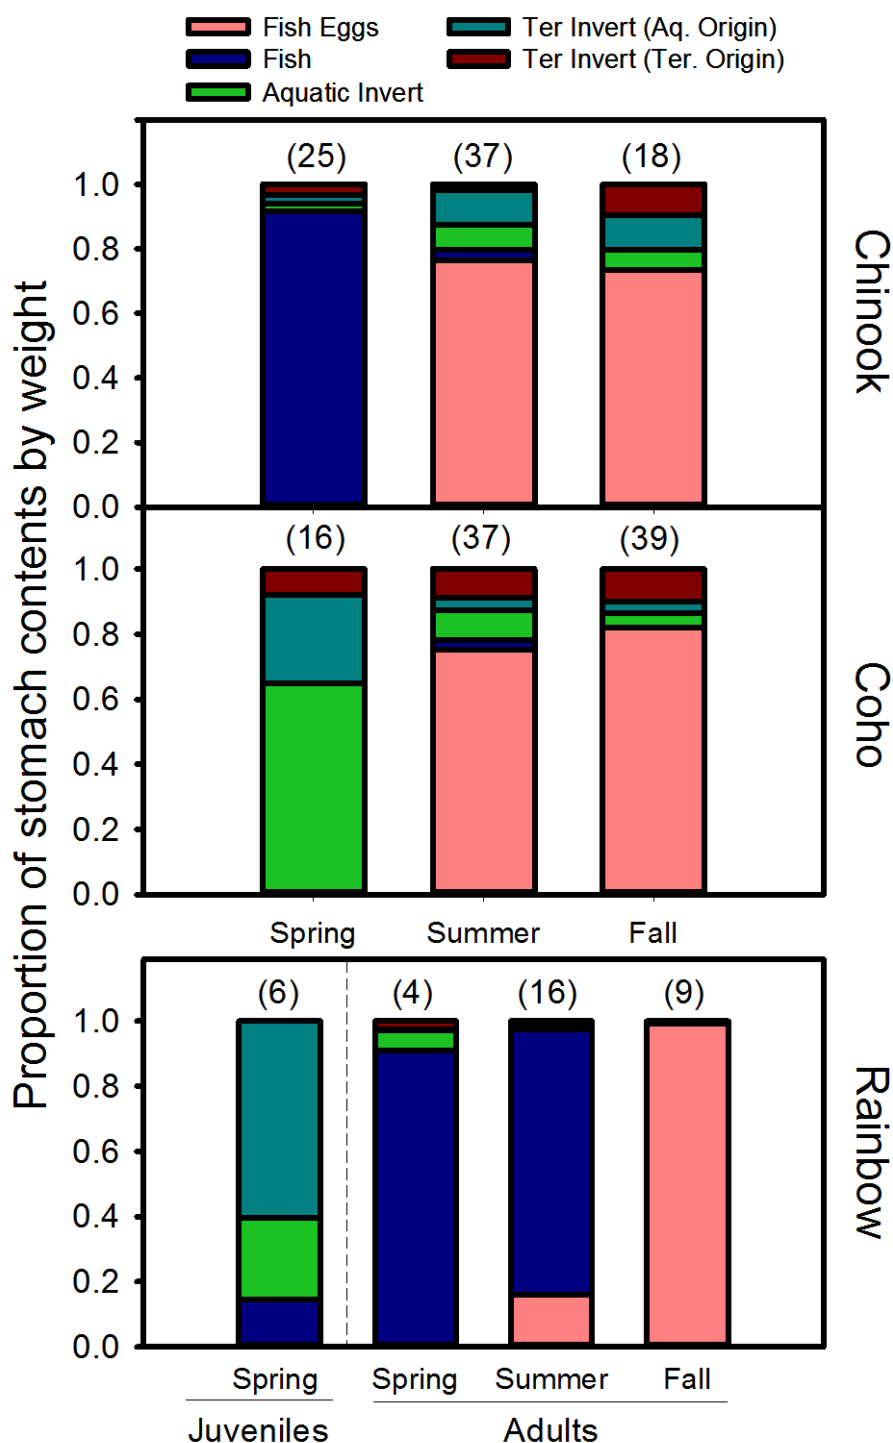 Fish Eggs
Fish
Aquatic Invert
Ter Invert (Aq. Origin)
Ter Invert (Ter. Origin)
Proportion of stomach contents by weight
(25) (37) (18)
1.0
0.8
0.6
0.4
0.2
0.0
Chinook
(16) (37) (39)
1.0
0.8
0.6
0.4
0.2
0.0
Coho
Spring Summer Fall
(6) (4) (16) (9)
1.0
0.8
0.6
0.4
0.2
0.0
Rainbow
Spring Spring Summer Fall
Juveniles Adults